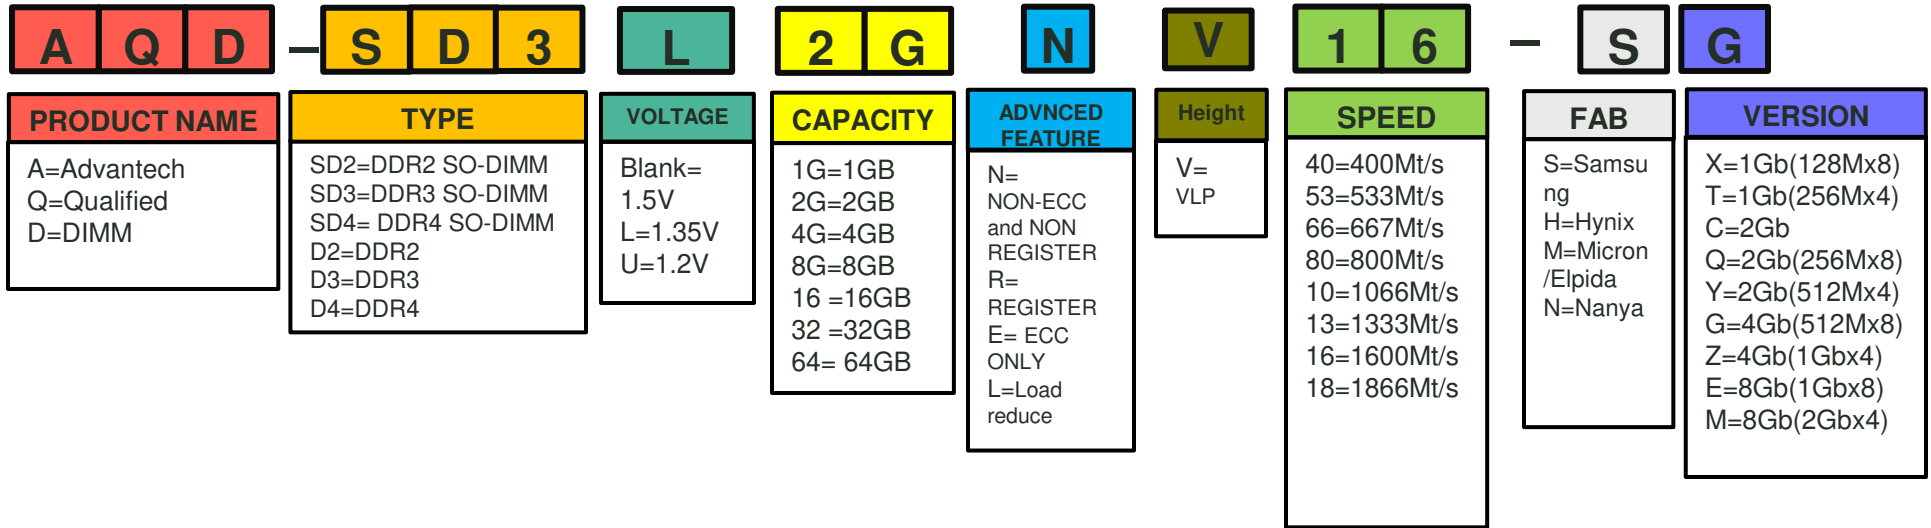 A Q D – S D 3 L 2 G N V 1 6 – S G
PRODUCT NAME
A=Advantech
Q=Qualified
D=DIMM
TYPE
SD2=DDR2 SO-DIMM
SD3=DDR3 SO-DIMM
SD4= DDR4 SO-DIMM
D2=DDR2
D3=DDR3
D4=DDR4
VOLTAGE
Blank=
1.5V
L=1.35V
U=1.2V
CAPACITY
1G=1GB
2G=2GB
4G=4GB
8G=8GB
16 =16GB
32 =32GB
64= 64GB
ADVNCED
FEATURE
N=
NON-ECC
and NON
REGISTER
R=
REGISTER
E= ECC
ONLY
L=Load
reduce
Height
V=
VLP
SPEED
40=400Mt/s
53=533Mt/s
66=667Mt/s
80=800Mt/s
10=1066Mt/s
13=1333Mt/s
16=1600Mt/s
18=1866Mt/s
FAB
S=Samsu
ng
H=Hynix
M=Micron
/Elpida
N=Nanya
VERSION
X=1Gb(128Mx8)
T=1Gb(256Mx4)
C=2Gb
Q=2Gb(256Mx8)
Y=2Gb(512Mx4)
G=4Gb(512Mx8)
Z=4Gb(1Gbx4)
E=8Gb(1Gbx8)
M=8Gb(2Gbx4)